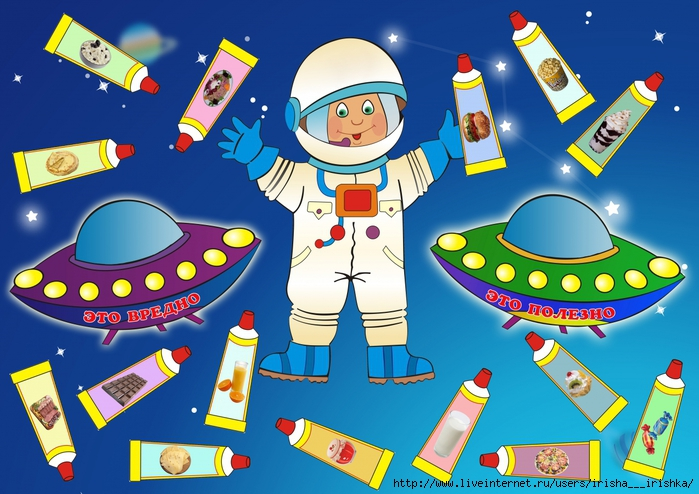 ЭТО ВРЕДНО
ЭТО ПОЛЕЗНО
http://www.liveinternet.ru/users/irisha___irishka/